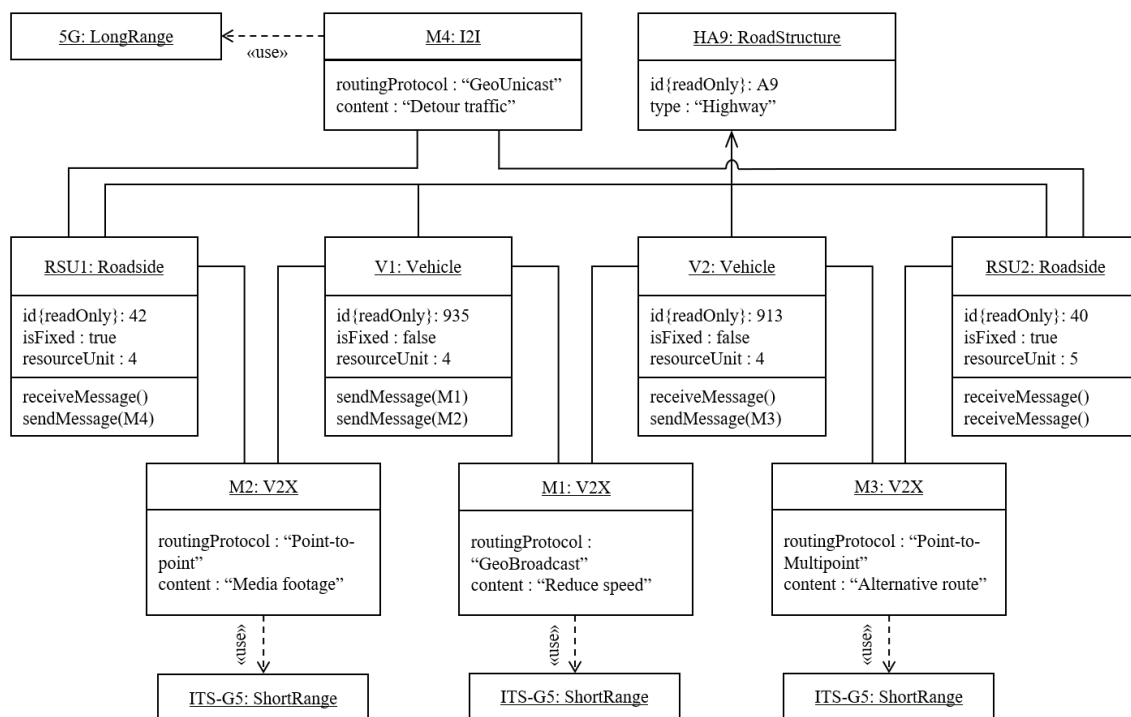 5G: LongRange
«use»
M4: I2I
routingProtocol : “GeoUnicast”
content : “Detour traffic”
HA9: RoadStructure
id{readOnly}: A9
type : “Highway”
RSU1: Roadside
id{readOnly}: 42
isFixed : true
resourceUnit : 4
receiveMessage()
sendMessage(M4)
V1: Vehicle
id{readOnly}: 935
isFixed : false
resourceUnit : 4
sendMessage(M1)
sendMessage(M2)
V2: Vehicle
id{readOnly}: 913
isFixed : false
resourceUnit : 4
receiveMessage()
sendMessage(M3)
RSU2: Roadside
id{readOnly}: 40
isFixed : true
resourceUnit : 5
receiveMessage()
receiveMessage()
M2: V2X
routingProtocol : “Point-to-
point”
content : “Media footage”
M1: V2X
routingProtocol :
“GeoBroadcast”
content : “Reduce speed”
M3: V2X
routingProtocol : “Point-to-
Multipoint”
content : “Alternative route”
«use»
«use»
«use»
ITS-G5: ShortRange
ITS-G5: ShortRange
ITS-G5: ShortRange